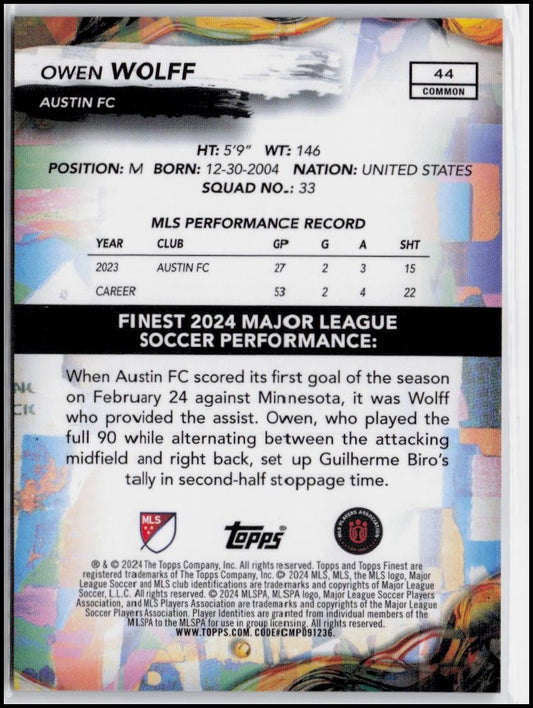 OWEN WOLFF
AUSTIN FC
44
COMMON
HT: 5'9" WT: 146
POSITION: M BORN: 12-30-2004 NATION: UNITED STATES
SQUAD NO.: 33
MLS PERFORMANCE RECORD
YEAR CLUB GP G A SHT
2023 AUSTIN FC 27 2 3 15
CAREER 53 2 4 22
FINEST 2024 MAJOR LEAGUE
SOCCER PERFORMANCE:
When Austin FC scored its first goal of the season
on February 24 against Minnesota, it was Wolff
who provided the assist. Owen, who played the
full 90 while alternating between the attacking
midfield and right back, set up Guilherme Biro's
tally in second-half stoppage time.
MLS
Topps®
MLS PLAYERS ASSOCIATION
® & © 2024 The Topps Company, Inc. All rights reserved. Topps and Topps Finest are
registered trademarks of The Topps Company, Inc. © 2024 MLS, MLS, the MLS logo, Major
League Soccer and MLS club identifications are trademarks and copyrights of Major League
Soccer, L.L.C. All rights reserved. © 2024 MLSPA, MLSPA logo, Major League Soccer Players
Association, and MLS Players Association are trademarks and copyrights of the Major League
Soccer Players Association. Player Identities are granted from individual members of the
MLSPA to the MLSPA for use in group licensing. All rights reserved.
WWW.TOPPS.COM. CODE#CMP091236.